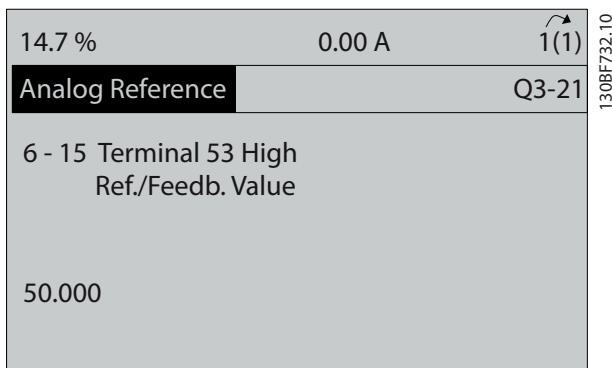 14.7 % 0.00 A 1(1)
Analog Reference Q3-21
6 - 15 Terminal 53 High
Ref./Feedb. Value
50.000
130BF732.10